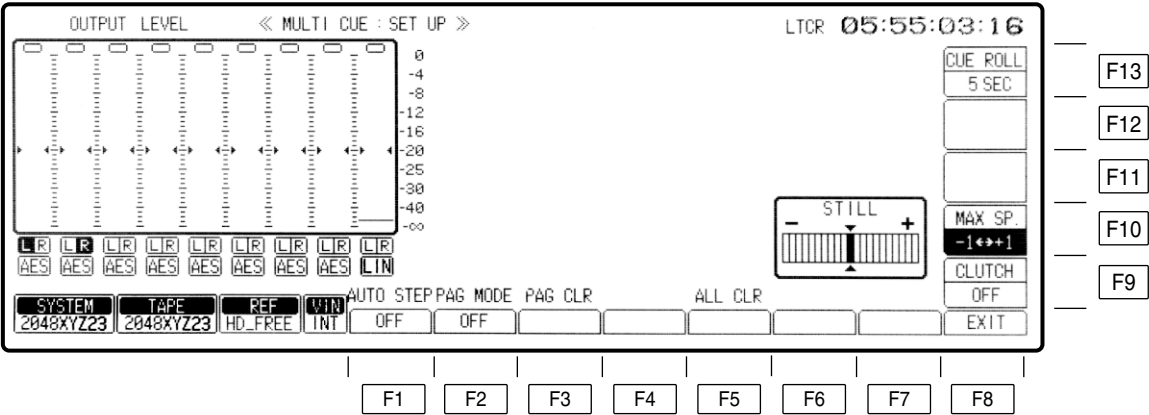 OUTPUT LEVEL ≪ MULTI CUE : SET UP ≫ LTCR 05:55:03:16
0
-4
-8
-12
-16
-20
-25
-30
-40
-∞
CUE ROLL
5 SEC
F13
F12
F11
STILL
- +
MAX SP.
-1↔+1
F10
CLUTCH
OFF
F9
L R L R L R L R L R L R L R L R L R
AES AES AES AES AES AES AES AES LIN
SYSTEM
2048XYZ23
TAPE
2048XYZ23
REF
HD_FREE
VIN
INT
AUTO STEP
OFF
PAG MODE
OFF
PAG CLR
ALL CLR
EXIT
F1 F2 F3 F4 F5 F6 F7 F8